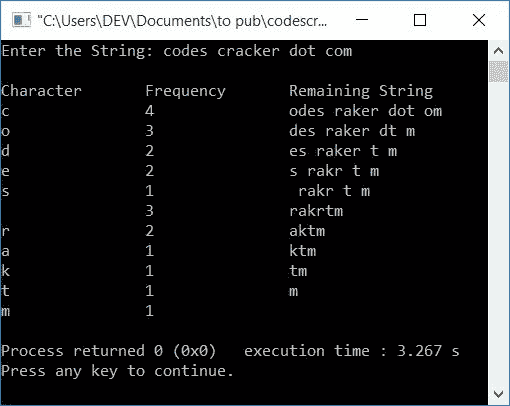 "C:\Users\DEV\Documents\to pub\codescr...
Enter the String: codes cracker dot com
Character Frequency Remaining String
c 4 odes raker dot om
o 3 des raker dt m
d 2 es raker t m
e 2 s rakr t m
s 1  rakr t m
  3 rakrtm
r 2 aktm
a 1 ktm
k 1 tm
t 1 m
m 1
Process returned 0 (0x0)   execution time : 3.267 s
Press any key to continue.